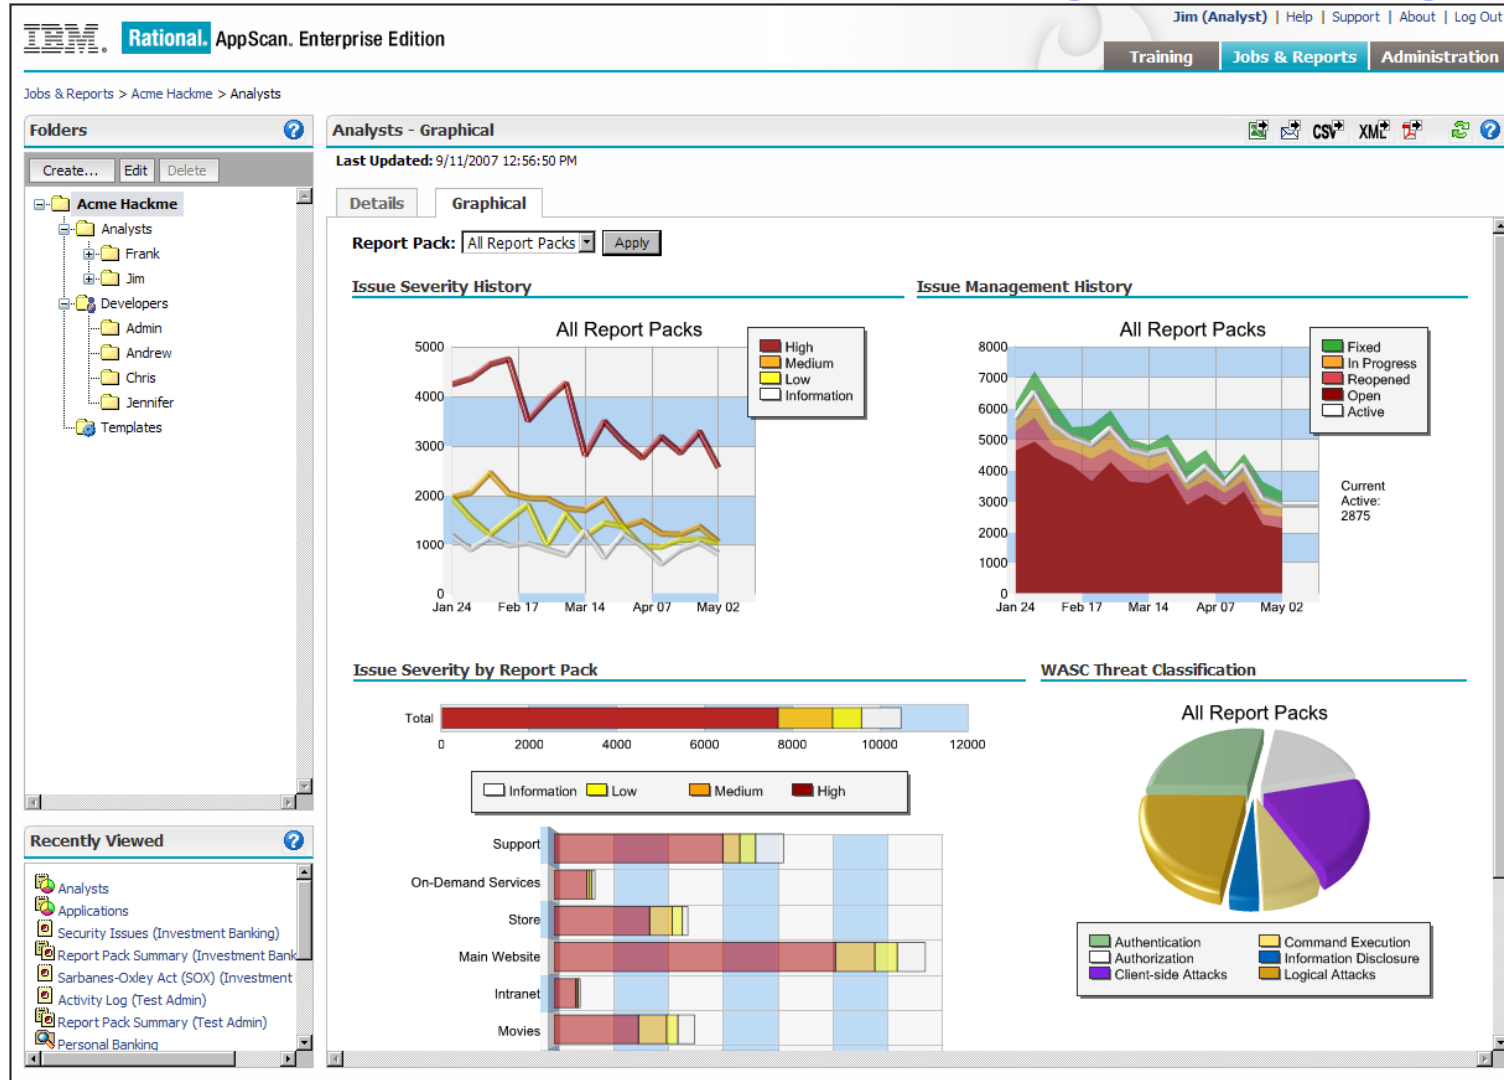 Jim (Analyst) | Help | Support | About | Log Out
IBM. Rational. AppScan. Enterprise Edition
Training Jobs & Reports Administration
Jobs & Reports > Acme Hackme > Analysts
Folders
Create... Edit Delete
Acme Hackme
Analysts
Frank
Jim
Developers
Admin
Andrew
Chris
Jennifer
Templates
Recently Viewed
Analysts
Applications
Security Issues (Investment Banking)
Report Pack Summary (Investment Bank
Sarbanes-Oxley Act (SOX) (Investment
Activity Log (Test Admin)
Report Pack Summary (Test Admin)
Personal Banking
Analysts - Graphical
CSV XML
Last Updated: 9/11/2007 12:56:50 PM
Details Graphical
Report Pack: All Report Packs Apply
Issue Severity History
All Report Packs
High
Medium
Low
Information
5000
4000
3000
2000
1000
0
Jan 24 Feb 17 Mar 14 Apr 07 May 02
Issue Management History
All Report Packs
Fixed
In Progress
Reopened
Open
Active
8000
7000
6000
5000
4000
3000
2000
1000
0
Jan 24 Feb 17 Mar 14 Apr 07 May 02
Current
Active:
2875
Issue Severity by Report Pack
Total
0 2000 4000 6000 8000 10000 12000
Information Low Medium High
Support
On-Demand Services
Store
Main Website
Intranet
Movies
WASC Threat Classification
All Report Packs
Authentication Command Execution
Authorization Information Disclosure
Client-side Attacks Logical Attacks